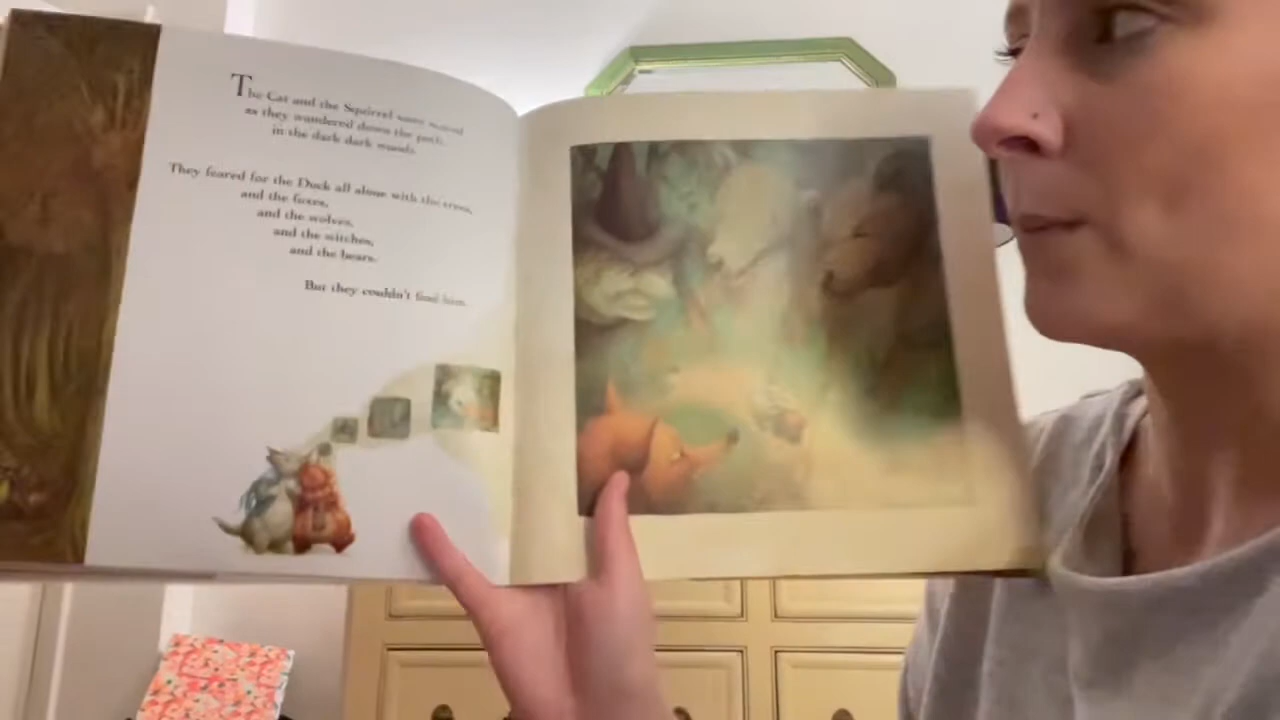 The Cat and the Squirrel were scared
as they wandered down the path,
in the dark dark woods.
They feared for the Duck all alone with the trees,
and the foxes,
and the wolves,
and the witches,
and the bears.
But they couldn't find him.